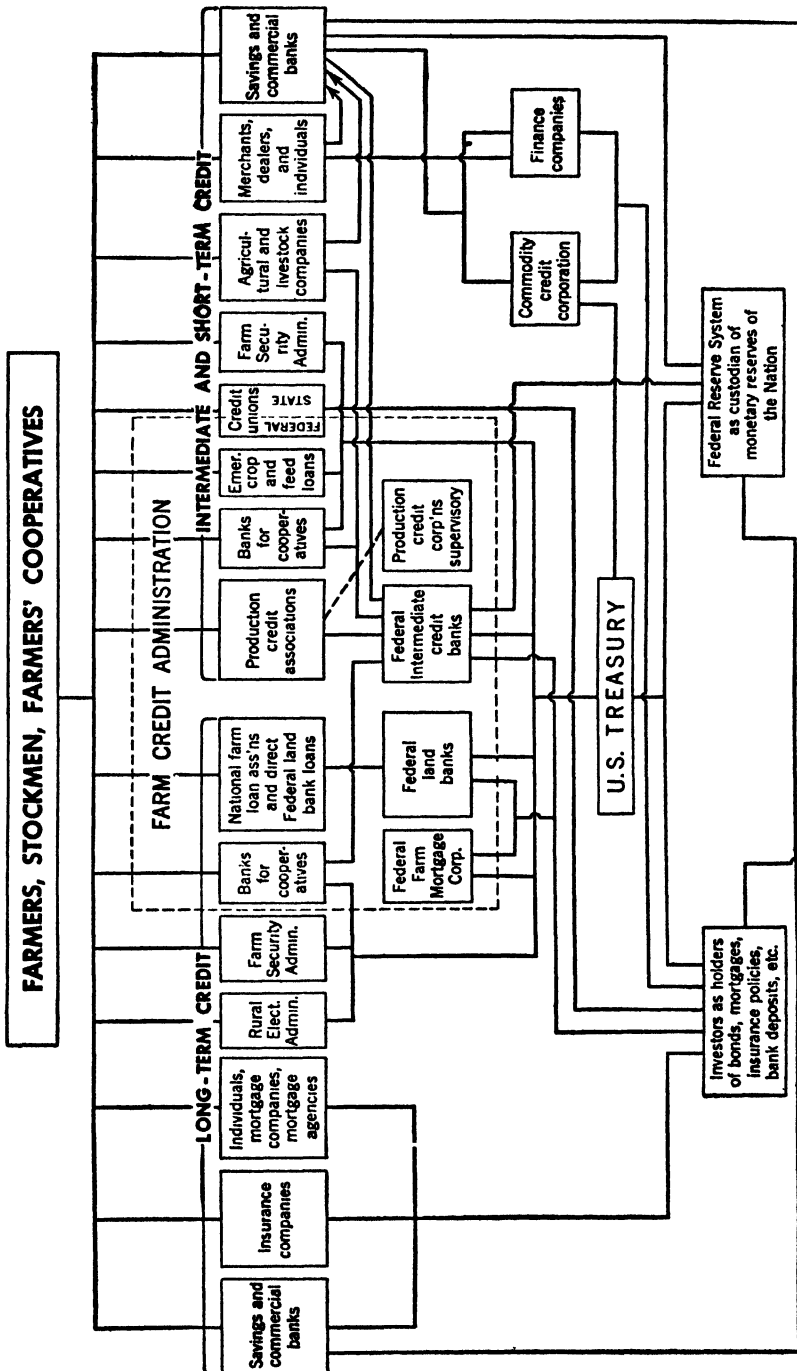 FARMERS, STOCKMEN, FARMERS' COOPERATIVES
LONG-TERM CREDIT
INTERMEDIATE AND SHORT-TERM CREDIT
FARM CREDIT ADMINISTRATION
Savings and
commercial
banks
Insurance
companies
Individuals,
mortgage
companies,
mortgage
agencies
Rural
Elect.
Admin.
Farm
Security
Admin.
Banks
for
cooper-
atives
National farm
loan ass'ns
and direct
Federal land
bank loans
Production
credit
associations
Banks
for
cooper-
atives
Emer.
crop
and
feed
loans
Credit
unions
FEDERAL
STATE
Farm
Secu-
rity
Admin.
Agricul-
tural and
livestock
companies
Merchants,
dealers,
and
individuals
Savings and
commercial
banks
Federal
Farm
Mortgage
Corp.
Federal
land
banks
Federal
Intermediate
credit
banks
Production
credit
corp'ns
supervisory
Commodity
credit
corporation
Finance
companies
U.S. TREASURY
Investors as holders
of bonds, mortgages,
insurance policies,
bank deposits, etc.
Federal Reserve System
as custodian of
monetary reserves of
the Nation